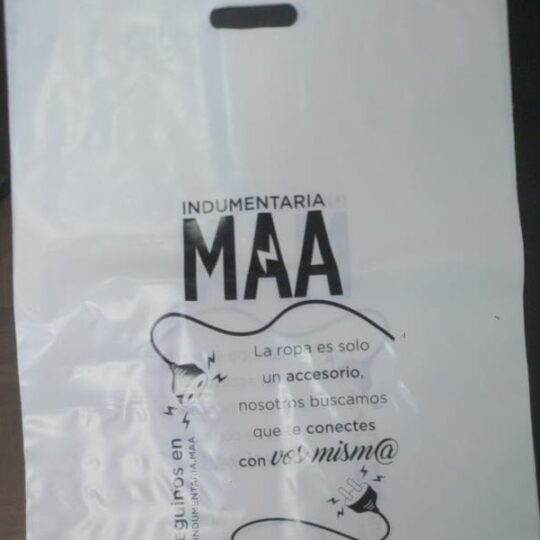 INDUMENTARIA
MAA
La ropa es solo
un accesorio,
nosotros buscamos
que te conectes
con vos mism@
eguinos en
INDUMENTARIA.MAA